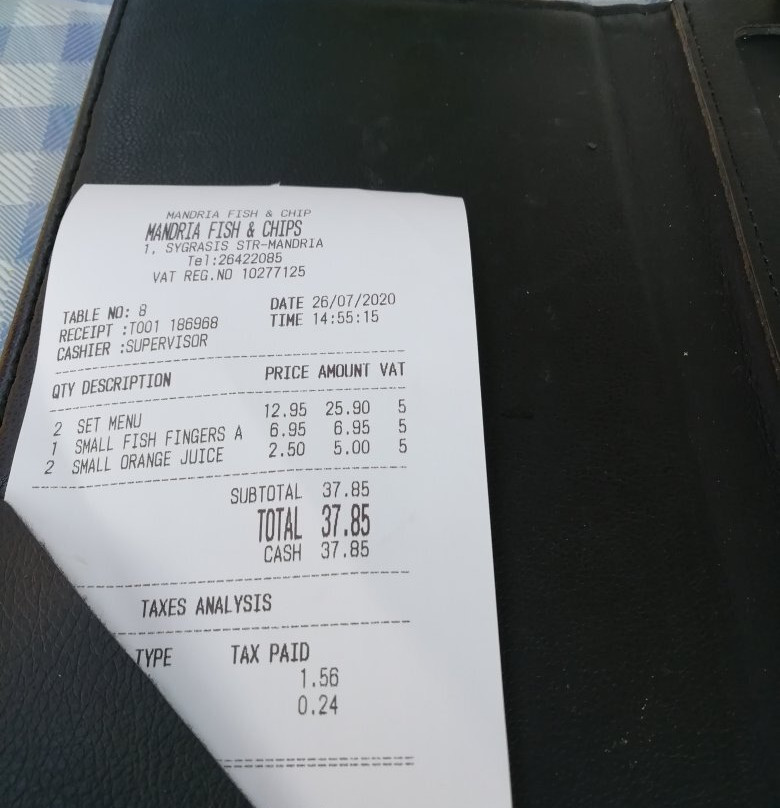 MANDRIA FISH & CHIP
MANDRIA FISH & CHIPS
1, SYGRASIS STR-MANDRIA
Tel:26422085
VAT REG.NO 10277125
TABLE NO: 8 DATE 26/07/2020
RECEIPT :T001 186968 TIME 14:55:15
CASHIER :SUPERVISOR
QTY DESCRIPTION PRICE AMOUNT VAT
2 SET MENU 12.95 25.90 5
1 SMALL FISH FINGERS A 6.95 6.95 5
2 SMALL ORANGE JUICE 2.50 5.00 5
SUBTOTAL 37.85
TOTAL 37.85
CASH 37.85
TAXES ANALYSIS
TYPE TAX PAID
1.56
0.24